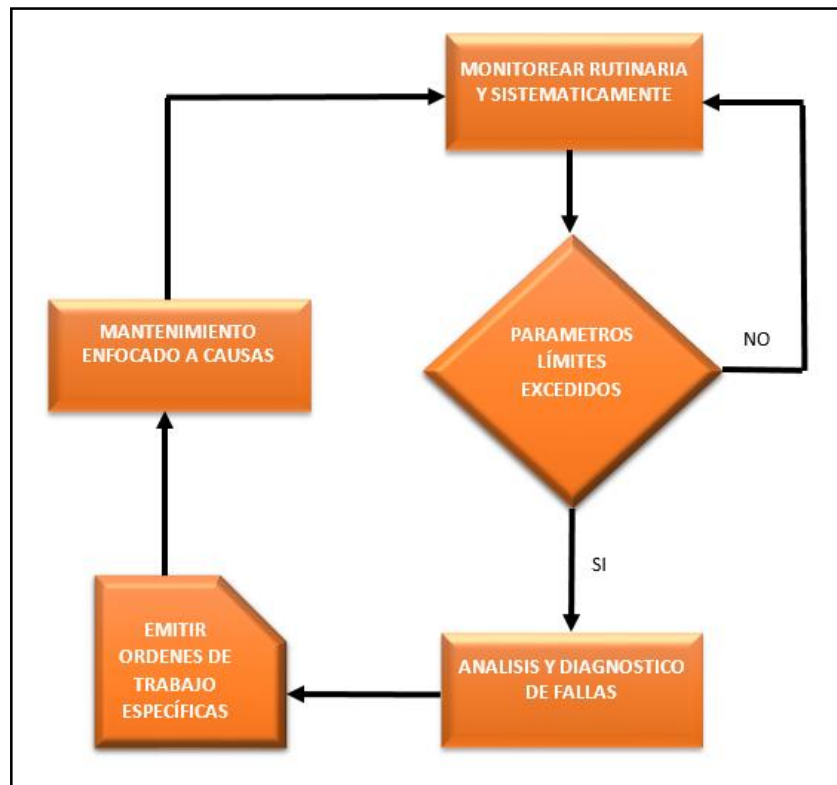 MONITOREAR RUTINARIA
Y SISTEMATICAMENTE
PARAMETROS
LÍMITES
EXCEDIDOS
NO
SI
ANALISIS Y DIAGNOSTICO
DE FALLAS
EMITIR
ORDENES DE
TRABAJO
ESPECÍFICAS
MANTENIMIENTO
ENFOCADO A CAUSAS